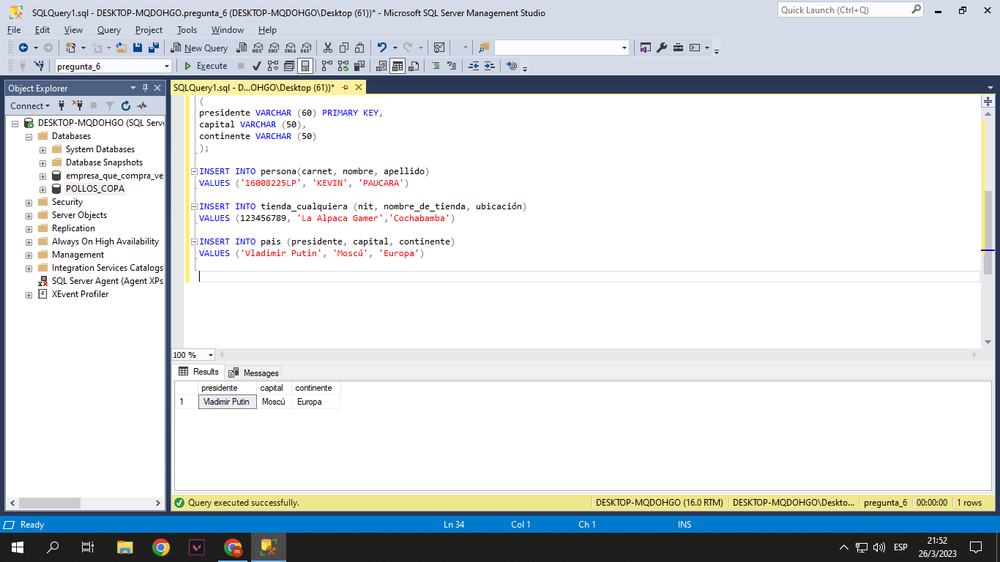 SQLQuery1.sql - DESKTOP-MQDOHGO.pregunta_6 (DESKTOP-MQDOHGO\Desktop (61))* - Microsoft SQL Server Management Studio
Quick Launch (Ctrl+Q)
File Edit View Query Project Tools Window Help
New Query MDX DMX XMLA DAX
pregunta_6 Execute
Object Explorer
SQLQuery1.sql - D...OHGO\Desktop (61))*
Connect
DESKTOP-MQDOHGO (SQL Serve
Databases
System Databases
Database Snapshots
empresa_que_compra_ve
POLLOS_COPA
Security
Server Objects
Replication
Always On High Availability
Management
Integration Services Catalogs
SQL Server Agent (Agent XPs
XEvent Profiler
(
presidente VARCHAR (60) PRIMARY KEY,
capital VARCHAR (50),
continente VARCHAR (50)
);
INSERT INTO persona(carnet, nombre, apellido)
VALUES ('16008225LP', 'KEVIN', 'PAUCARA')
INSERT INTO tienda_cualquiera (nit, nombre_de_tienda, ubicación)
VALUES (123456789, 'La Alpaca Gamer','Cochabamba')
INSERT INTO pais (presidente, capital, continente)
VALUES ('Vladimir Putin', 'Moscú', 'Europa')
100 %
Results Messages
presidente capital continente
1 Vladimir Putin Moscú Europa
Query executed successfully. DESKTOP-MQDOHGO (16.0 RTM) DESKTOP-MQDOHGO\Deskto... pregunta_6 00:00:00 1 rows
Ready Ln 34 Col 1 Ch 1 INS
m
ESP
21:52
26/3/2023